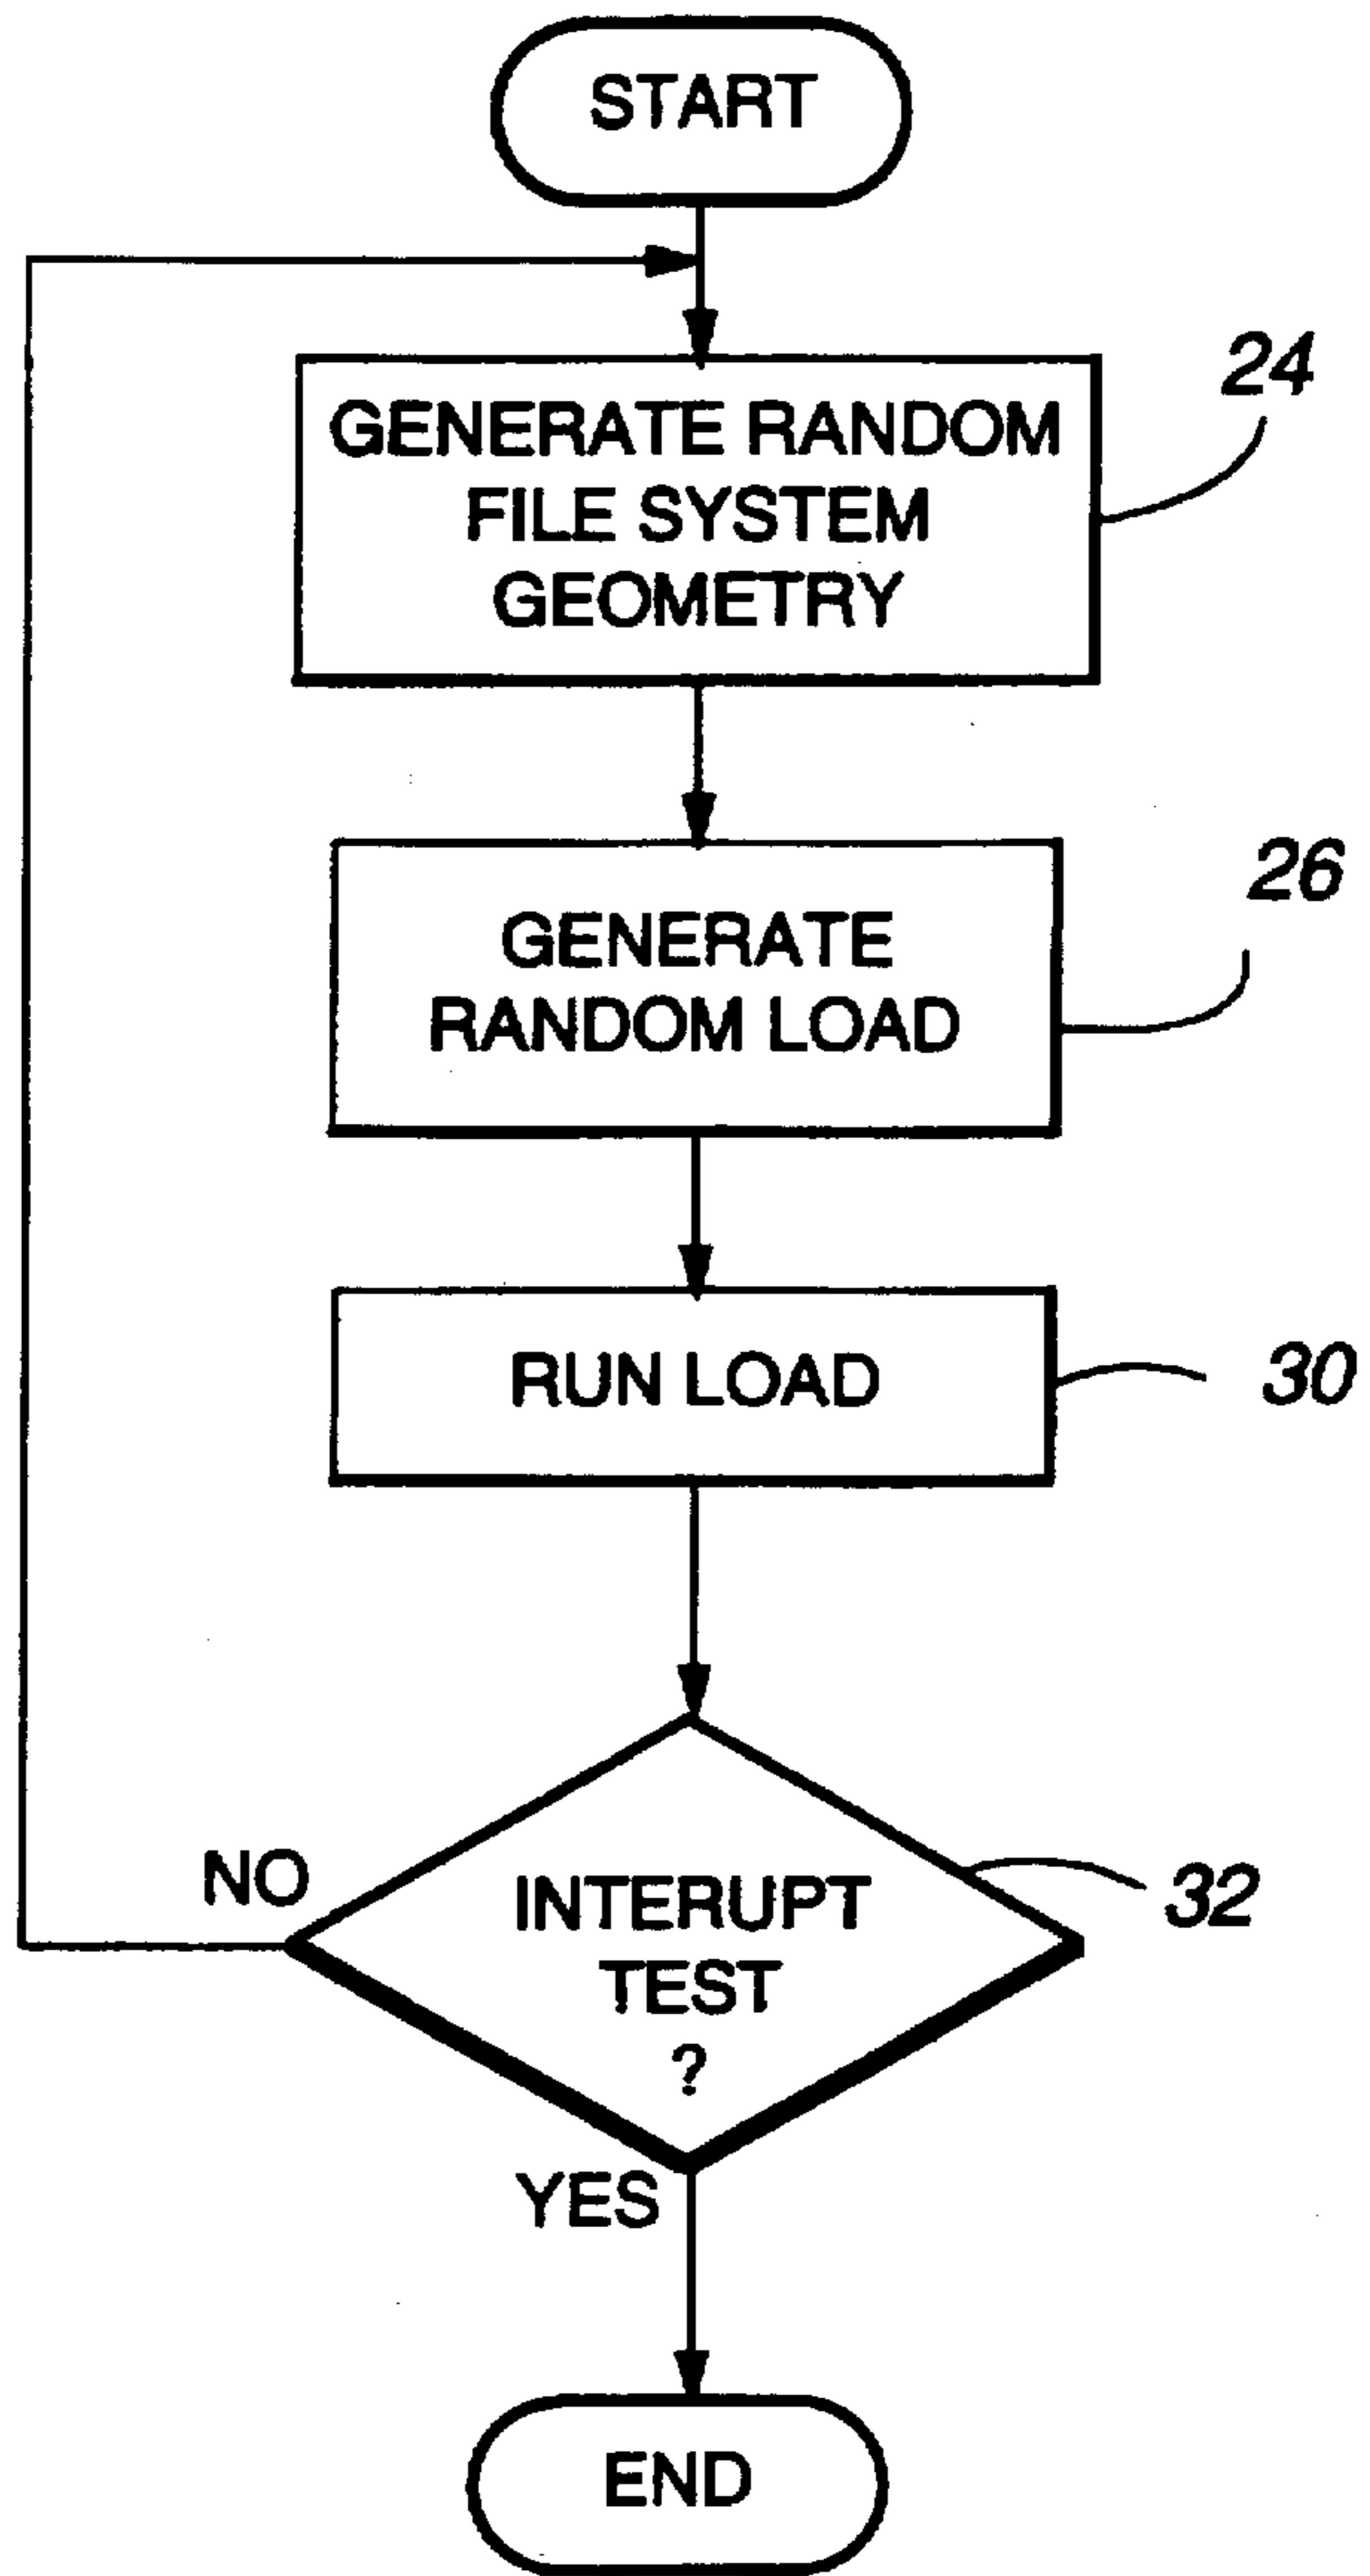 START
GENERATE RANDOM
FILE SYSTEM
GEOMETRY
24
GENERATE
RANDOM LOAD
26
RUN LOAD
30
NO
INTERUPT
TEST
?
32
YES
END